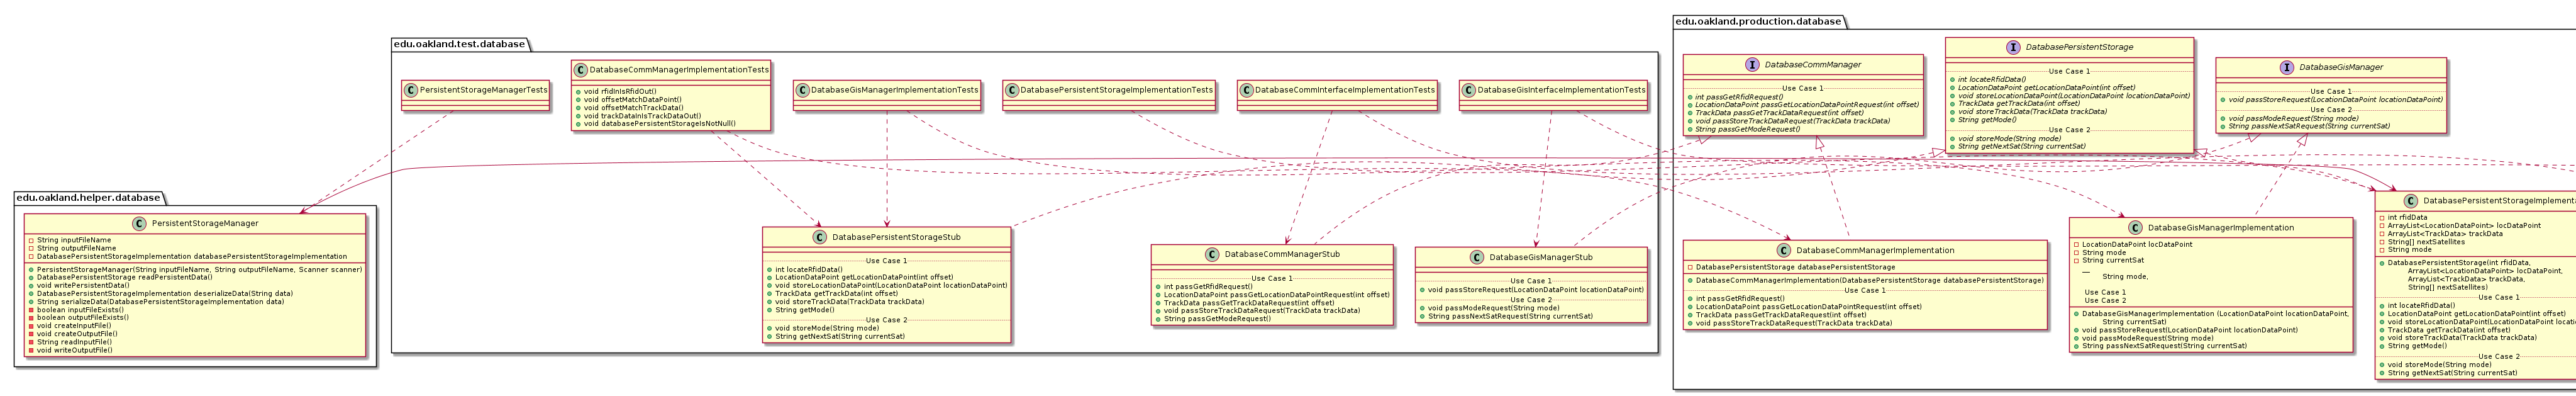 edu.oakland.helper.database
C PersistentStorageManager
String inputFileName
String outputFileName
DatabasePersistentStorageImplementation databasePersistentStorageImplementation
PersistentStorageManager(String inputFileName, String outputFileName, Scanner scanner)
DatabasePersistentStorage readPersistentData()
void writePersistentData()
DatabasePersistentStorageImplementation deserializeData(String data)
String serializeData(DatabasePersistentStorageImplementation data)
boolean inputFileExists()
boolean outputFileExists()
void createInputFile()
void createOutputFile()
String readInputFile()
void writeOutputFile()
edu.oakland.test.database
C PersistentStorageManagerTests
C DatabaseCommManagerImplementationTests
void rfidInIsRfidOut()
void offsetMatchDataPoint()
void offsetMatchTrackData()
void trackDataInIsTrackDataOut()
void databasePersistentStorageIsNotNull()
C DatabaseGisManagerImplementationTests
C DatabasePersistentStorageImplementationTests
C DatabaseCommInterfaceImplementationTests
C DatabaseGisInterfaceImplementationTests
C DatabasePersistentStorageStub
Use Case 1
int locateRfidData()
LocationDataPoint getLocationDataPoint(int offset)
void storeLocationDataPoint(LocationDataPoint locationDataPoint)
TrackData getTrackData(int offset)
void storeTrackData(TrackData trackData)
String getMode()
Use Case 2
void storeMode(String mode)
String getNextSat(String currentSat)
C DatabaseCommManagerStub
Use Case 1
int passGetRfidRequest()
LocationDataPoint passGetLocationDataPointRequest(int offset)
TrackData passGetTrackDataRequest(int offset)
void passStoreTrackDataRequest(TrackData trackData)
String passGetModeRequest()
C DatabaseGisManagerStub
Use Case 1
void passStoreRequest(LocationDataPoint locationDataPoint)
Use Case 2
void passModeRequest(String mode)
String passNextSatRequest(String currentSat)
edu.oakland.production.database
I DatabaseCommManager
Use Case 1
int passGetRfidRequest()
LocationDataPoint passGetLocationDataPointRequest(int offset)
TrackData passGetTrackDataRequest(int offset)
void passStoreTrackDataRequest(TrackData trackData)
String passGetModeRequest()
I DatabasePersistentStorage
Use Case 1
int locateRfidData()
LocationDataPoint getLocationDataPoint(int offset)
void storeLocationDataPoint(LocationDataPoint locationDataPoint)
TrackData getTrackData(int offset)
void storeTrackData(TrackData trackData)
String getMode()
Use Case 2
void storeMode(String mode)
String getNextSat(String currentSat)
I DatabaseGisManager
Use Case 1
void passStoreRequest(LocationDataPoint locationDataPoint)
Use Case 2
void passModeRequest(String mode)
String passNextSatRequest(String currentSat)
C DatabaseCommManagerImplementation
DatabasePersistentStorage databasePersistentStorage
DatabaseCommManagerImplementation(DatabasePersistentStorage databasePersistentStorage)
Use Case 1
int passGetRfidRequest()
LocationDataPoint passGetLocationDataPointRequest(int offset)
TrackData passGetTrackDataRequest(int offset)
void passStoreTrackDataRequest(TrackData trackData)
C DatabaseGisManagerImplementation
LocationDataPoint locDataPoint
String mode
String currentSat
__
String mode,
Use Case 1
Use Case 2
DatabaseGisManagerImplementation (LocationDataPoint locationDataPoint,
String currentSat)
void passStoreRequest(LocationDataPoint locationDataPoint)
void passModeRequest(String mode)
String passNextSatRequest(String currentSat)
C DatabasePersistentStorageImplementa
int rfidData
ArrayList<LocationDataPoint> locDataPoint
ArrayList<TrackData> trackData
String[] nextSatellites
String mode
DatabasePersistentStorage(int rfidData,
ArrayList<LocationDataPoint> locDataPoint,
ArrayList<TrackData> trackData,
String[] nextSatellites)
Use Case 1
int locateRfidData()
LocationDataPoint getLocationDataPoint(int offset)
void storeLocationDataPoint(LocationDataPoint locatio
TrackData getTrackData(int offset)
void storeTrackData(TrackData trackData)
String getMode()
Use Case 2
void storeMode(String mode)
String getNextSat(String currentSat)